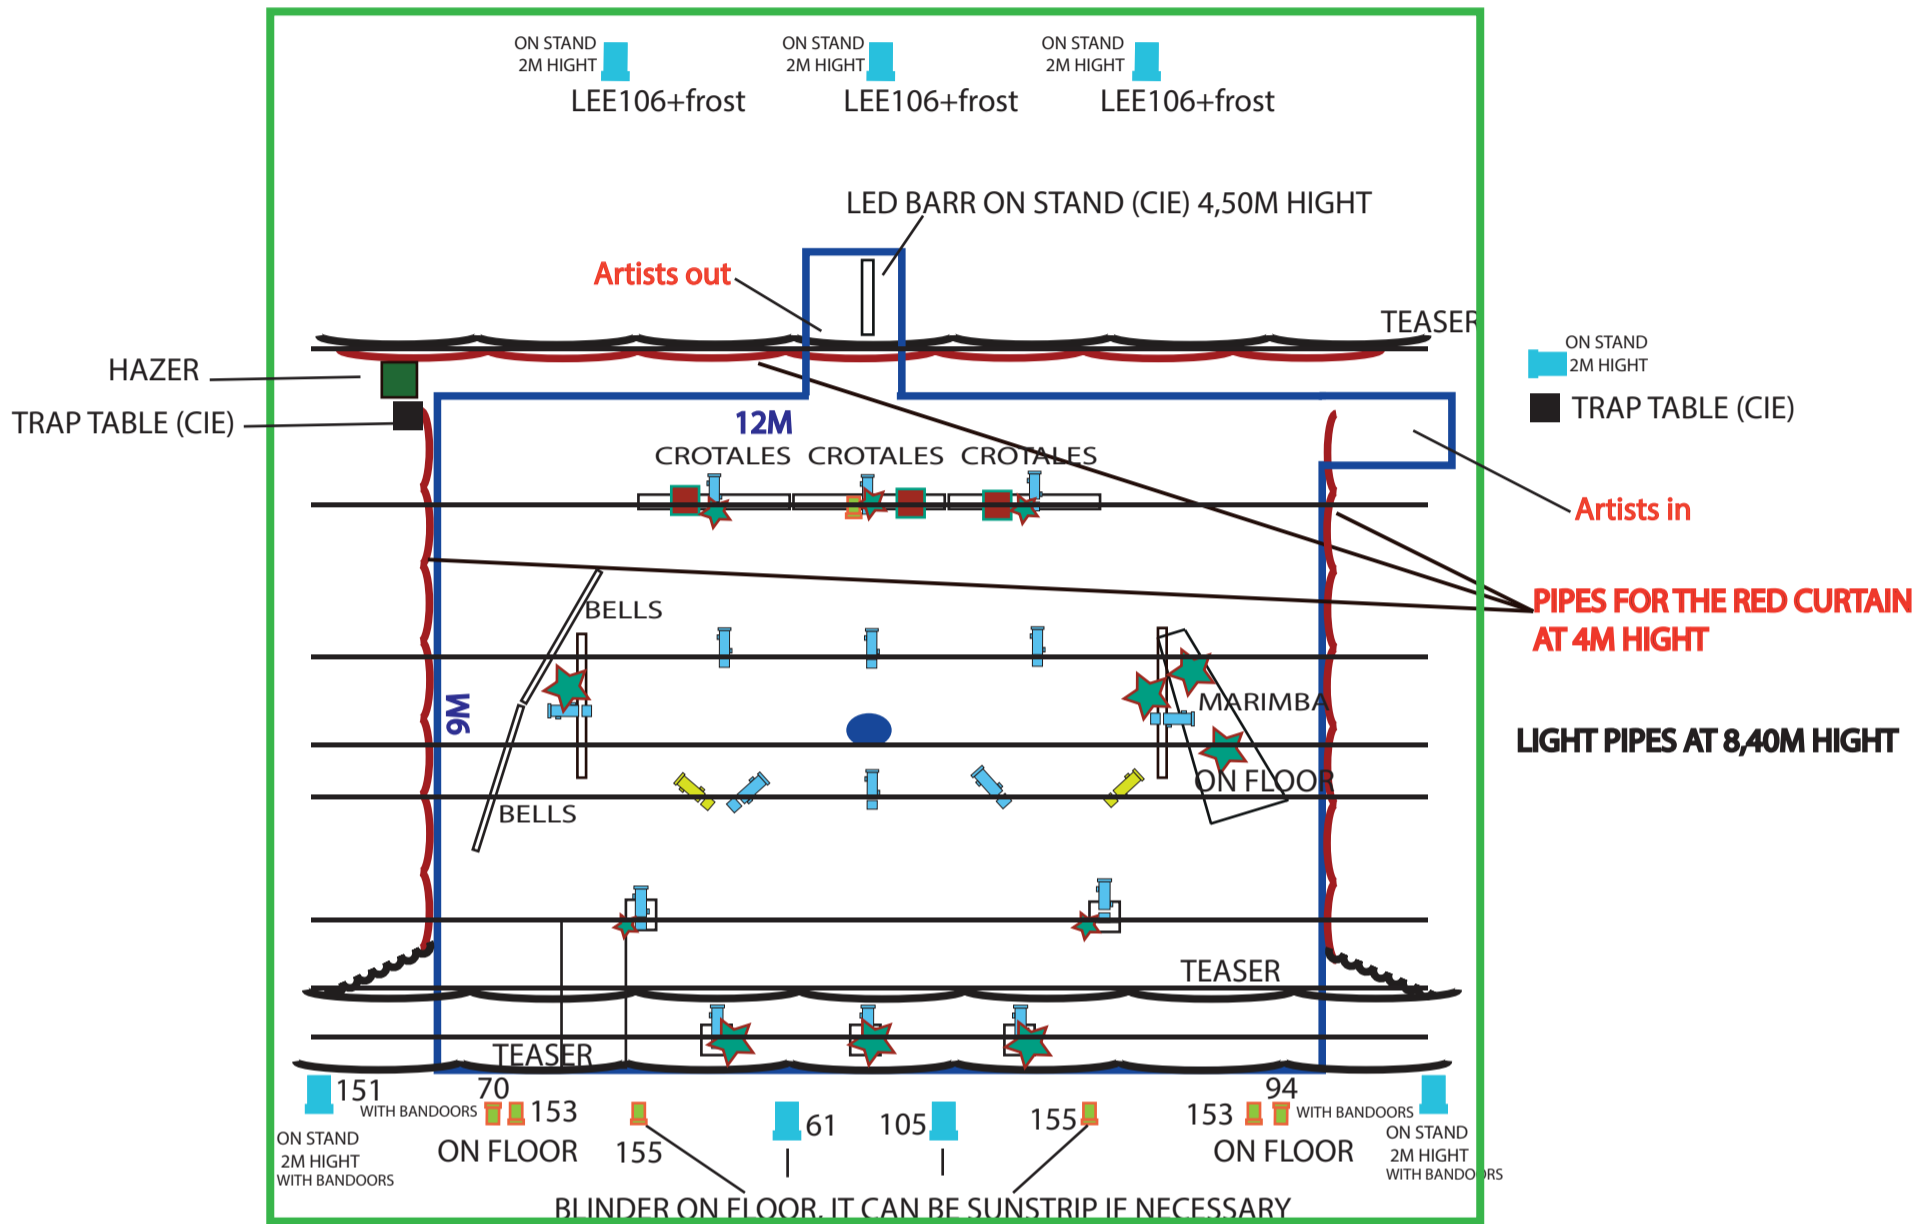 ON STAND
2M HIGHT
ON STAND
2M HIGHT
ON STAND
2M HIGHT
LEE106+frost
LEE106+frost
LEE106+frost
LED BARR ON STAND (CIE) 4,50M HIGHT
Artists out
TEASER
ON STAND
2M HIGHT
HAZER
TRAP TABLE (CIE)
TRAP TABLE (CIE)
12M
CROTALES
CROTALES
CROTALES
Artists in
BELLS
PIPES FOR THE RED CURTAIN
AT 4M HIGHT
9M
MARIMBA
LIGHT PIPES AT 8,40M HIGHT
ON FLOOR
BELLS
TEASER
TEASER
151
70
94
WITH BANDOORS
153
155
61
105
155
153
WITH BANDOORS
ON STAND
2M HIGHT
WITH BANDOORS
ON FLOOR
ON FLOOR
ON STAND
2M HIGHT
WITH BANDOORS
BLINDER ON FLOOR, IT CAN BE SUNSTRIP IF NECESSARY